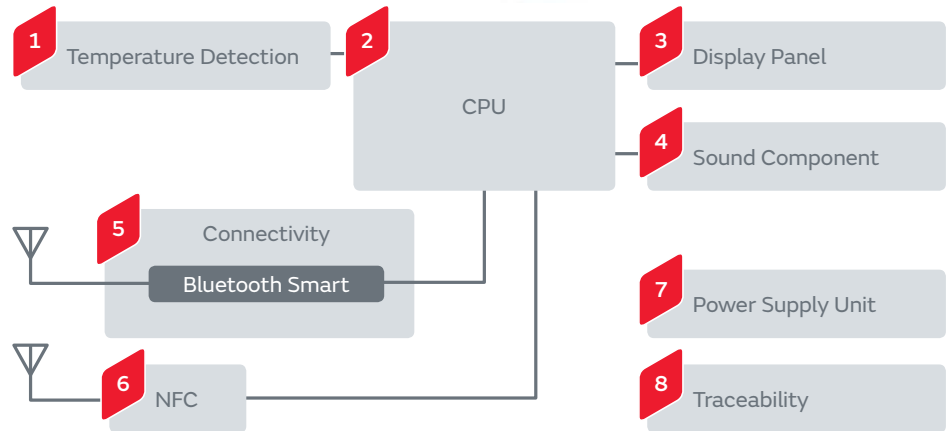 1
Temperature Detection
2
CPU
3
Display Panel
4
Sound Component
5
Connectivity
Bluetooth Smart
6
NFC
7
Power Supply Unit
8
Traceability